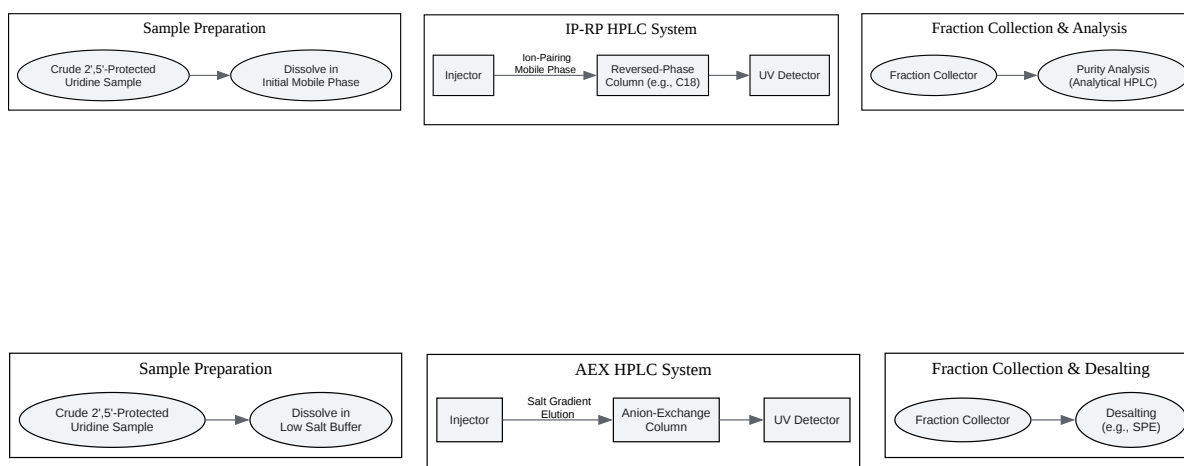 Sample Preparation
Crude 2',5'-Protected
Uridine Sample
Dissolve in
Initial Mobile Phase
IP-RP HPLC System
Injector
Ion-Pairing
Mobile Phase
Reversed-Phase
Column (e.g., C18)
UV Detector
Fraction Collection & Analysis
Fraction Collector
Purity Analysis
(Analytical HPLC)
Sample Preparation
Crude 2',5'-Protected
Uridine Sample
Dissolve in
Low Salt Buffer
AEX HPLC System
Injector
Salt Gradient
Elution
Anion-Exchange
Column
UV Detector
Fraction Collection & Desalting
Fraction Collector
Desalting
(e.g., SPE)